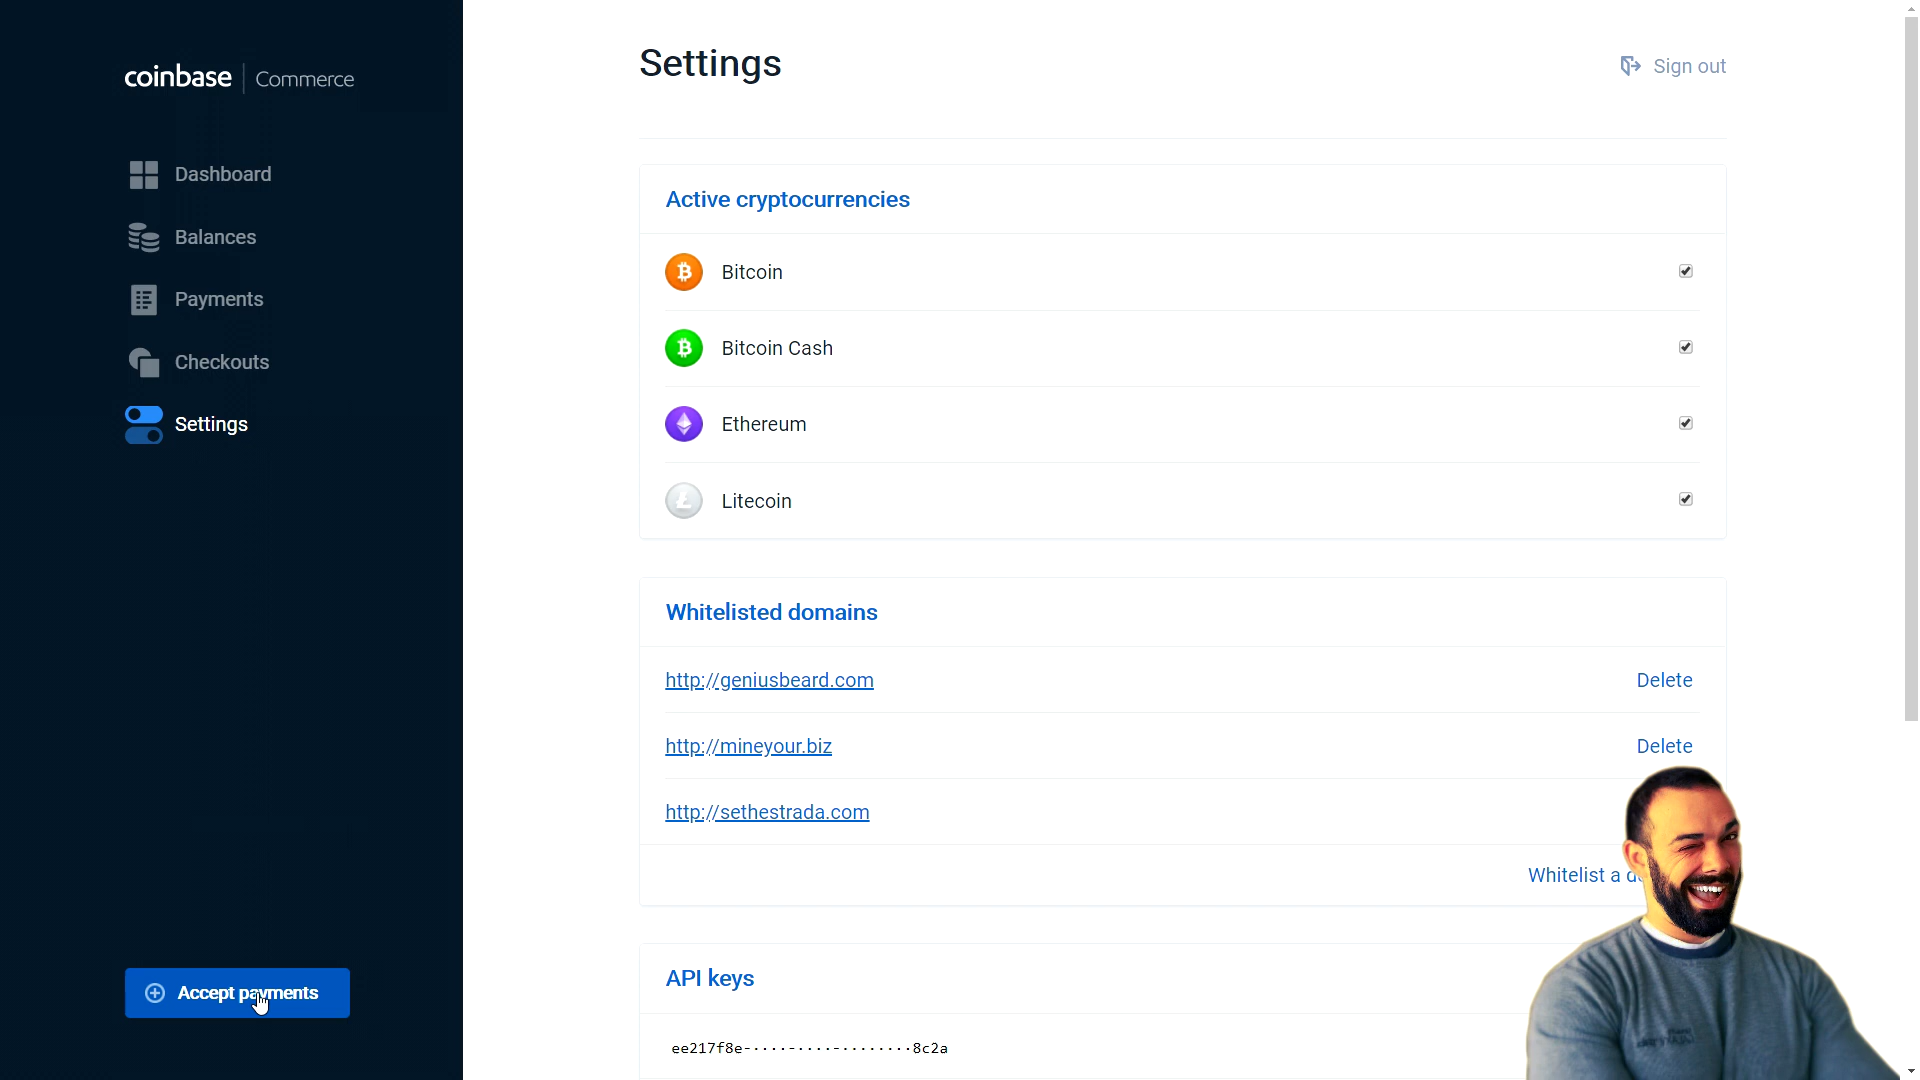 coinbase | Commerce
Settings
Sign out
Dashboard
Balances
Payments
Checkouts
Settings
Accept payments
Active cryptocurrencies
Bitcoin
Bitcoin Cash
Ethereum
Litecoin
Whitelisted domains
http://geniusbeard.com Delete
http://mineyour.biz Delete
http://sethestrada.com
Whitelist a
API keys
ee217f8e-····-····-········8c2a